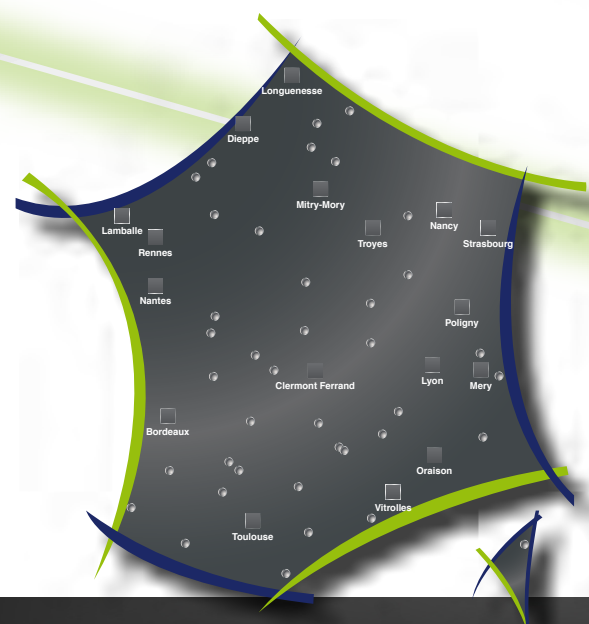 Longuenesse
Dieppe
Mitry-Mory
Lamballe
Nancy
Troyes
Strasbourg
Rennes
Nantes
Poligny
Clermont Ferrand
Lyon
Mery
Bordeaux
Oraison
Vitrolles
Toulouse